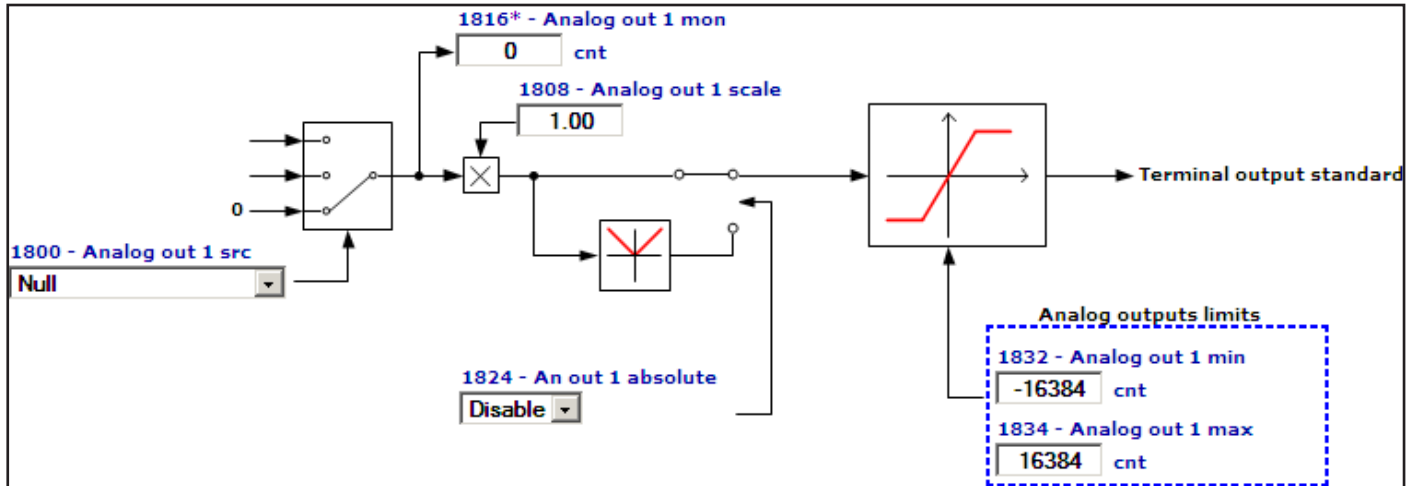 1816* - Analog out 1 mon
0 cnt
1808 - Analog out 1 scale
1.00
0
Terminal output standard
1800 - Analog out 1 src
Null
Analog outputs limits
1832 - Analog out 1 min
-16384 cnt
1824 - An out 1 absolute
Disable
1834 - Analog out 1 max
16384 cnt